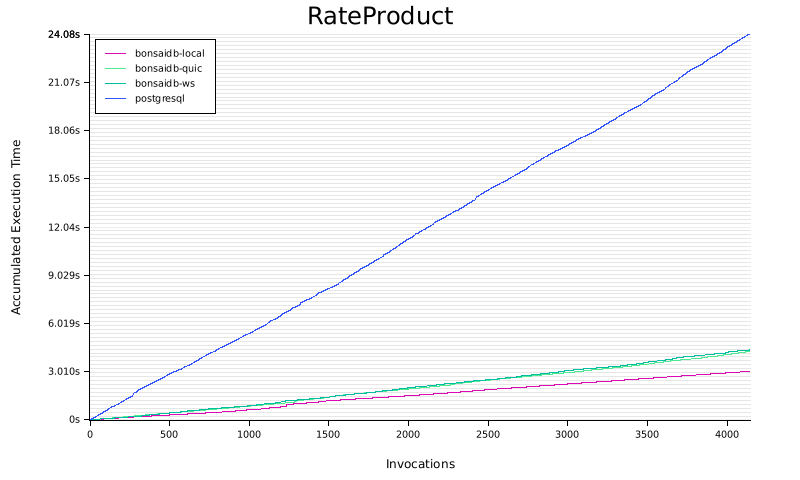 RateProduct
24.08s
21.07s
18.06s
15.05s
12.04s
9.029s
6.019s
3.010s
0s
Accumulated Execution Time
bonsaidb-local
bonsaidb-quic
bonsaidb-ws
postgresql
0 500 1000 1500 2000 2500 3000 3500 4000
Invocations